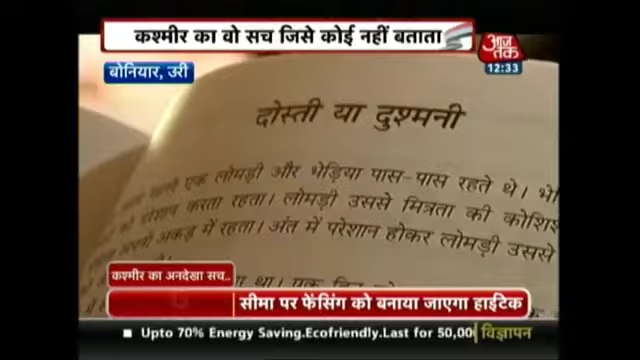 कश्मीर का वो सच जिसे कोई नहीं बताता
आज तक
12:33
बोनियार, उरी
दोस्ती या दुश्मनी
एक लोमड़ी और भेड़िया पास-पास रहते थे।
परेशान करता रहता। लोमड़ी उससे मित्रता की
अकड़ में रहता। अंत में परेशान होकर लोमड़ी उससे
था।
कश्मीर का अनदेखा सच..
सीमा पर फेंसिंग को बनाया जाएगा हाईटेक
Upto 70% Energy Saving.Ecofriendly.Last for 50,00
विज्ञापन